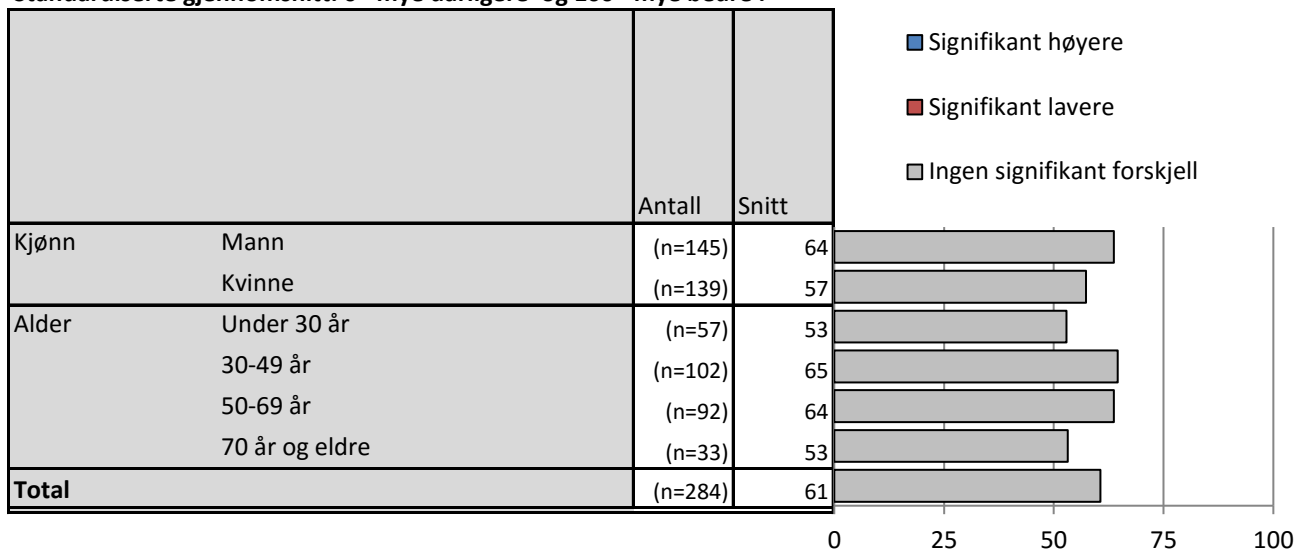 Signifikant høyere
Signifikant lavere
Ingen signifikant forskjell
Antall Snitt
Kjønn Mann (n=145) 64
Kvinne (n=139) 57
Alder Under 30 år (n=57) 53
30-49 år (n=102) 65
50-69 år (n=92) 64
70 år og eldre (n=33) 53
Total (n=284) 61
0 25 50 75 100